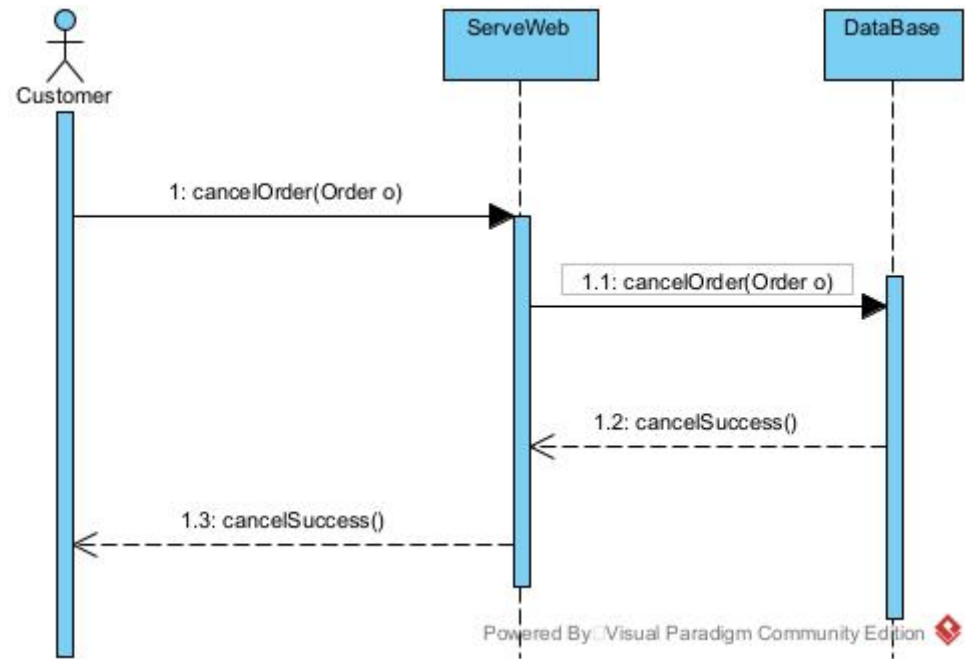 ServeWeb
DataBase
Customer
1: cancelOrder(Order o)
1.1: cancelOrder(Order o)
1.2: cancelSuccess()
1.3: cancelSuccess()
Powered By Visual Paradigm Community Edition